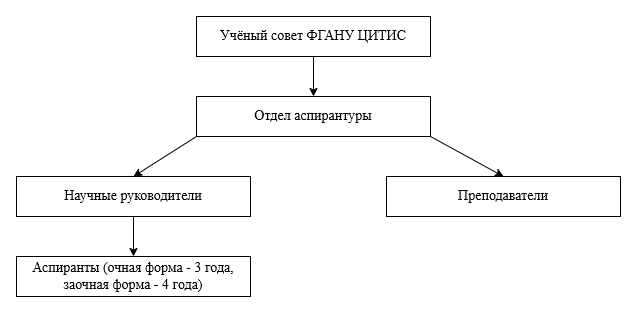 Учёный совет ФГАНУ ЦИТИС
Отдел аспирантуры
Научные руководители
Преподаватели
Аспиранты (очная форма - 3 года,
заочная форма - 4 года)